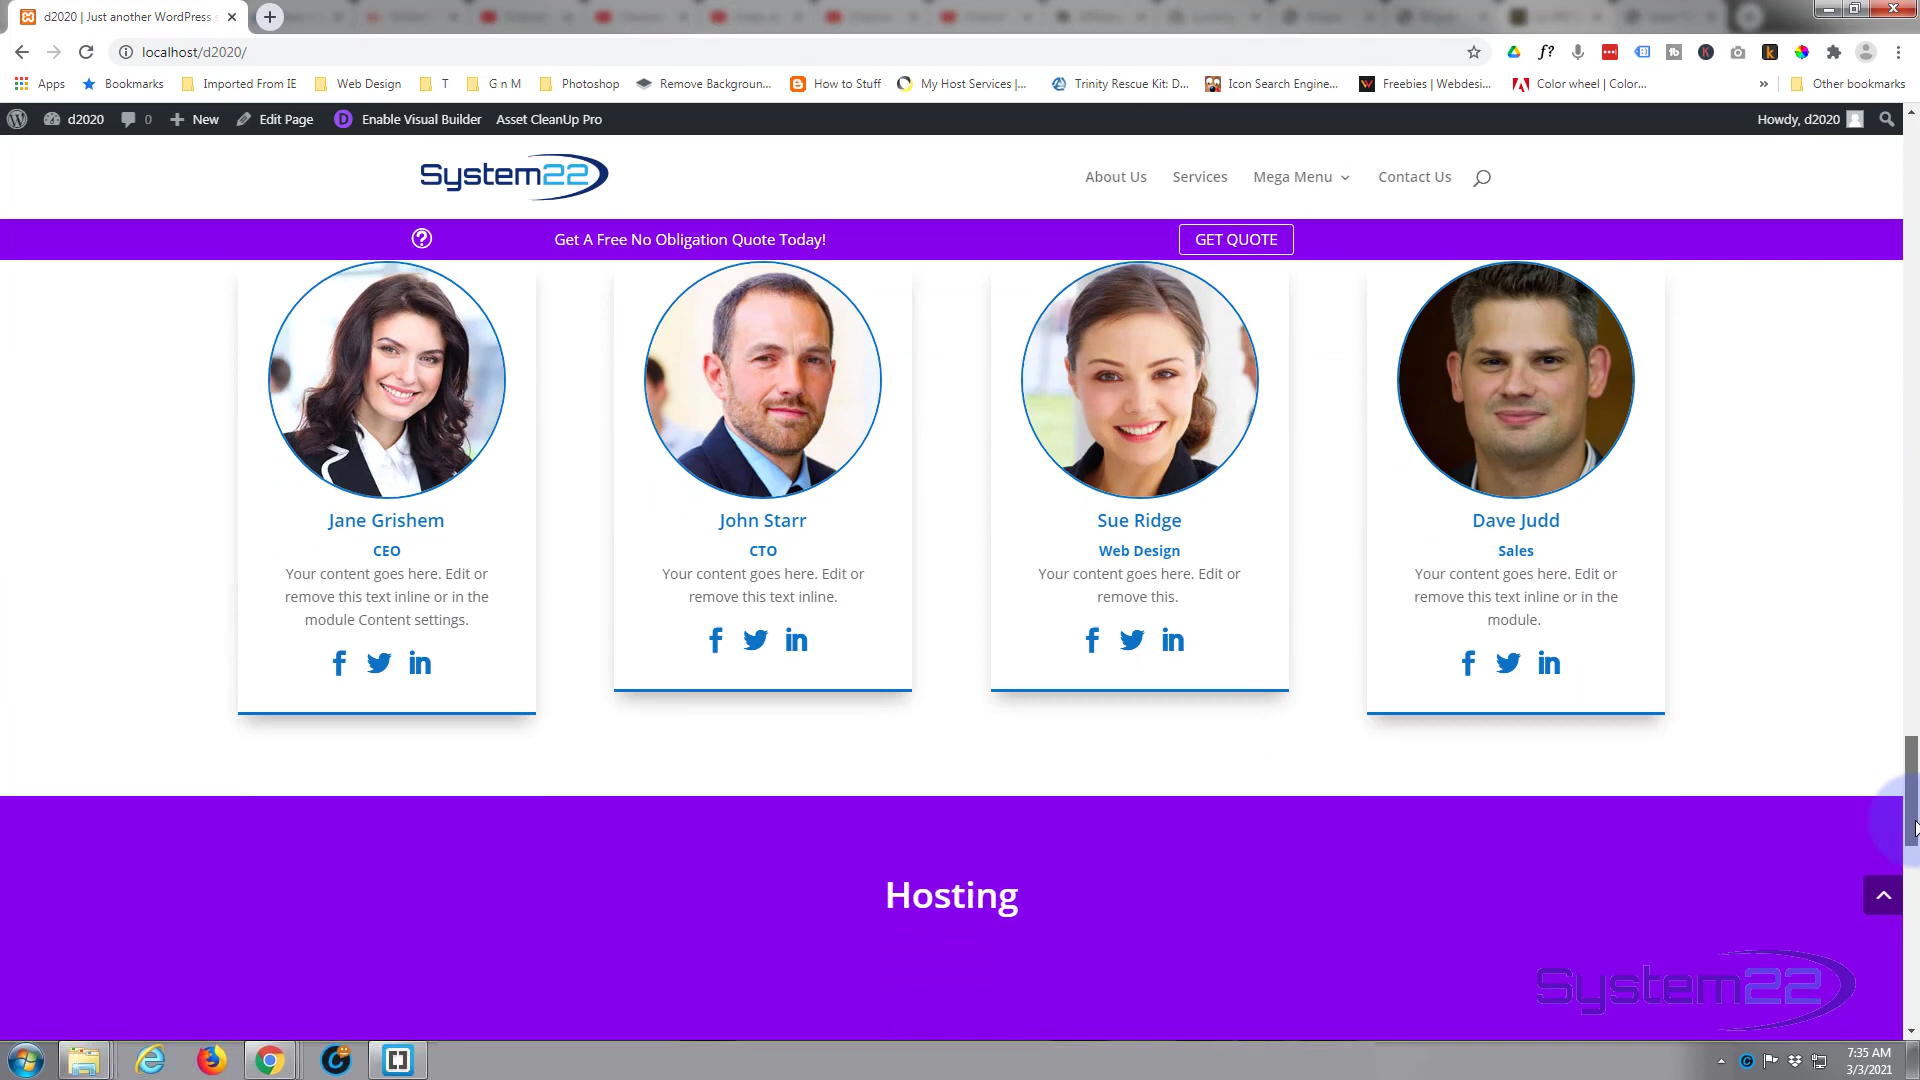 d2020 | Just another WordPress s
localhost/d2020/
Apps
Bookmarks
Imported From IE
Web Design
T
G n M
Photoshop
Remove Backgroun...
How to Stuff
My Host Services |...
Trinity Rescue Kit: D...
Icon Search Engine...
Freebies | Webdesi...
Color wheel | Color...
»
Other bookmarks
d2020
0
New
Edit Page
Enable Visual Builder
Asset CleanUp Pro
Howdy, d2020
System22
About Us
Services
Mega Menu
Contact Us
Get A Free No Obligation Quote Today!
GET QUOTE
Jane Grishem
CEO
Your content goes here. Edit or
remove this text inline or in the
module Content settings.
John Starr
CTO
Your content goes here. Edit or
remove this text inline.
Sue Ridge
Web Design
Your content goes here. Edit or
remove this.
Dave Judd
Sales
Your content goes here. Edit or
remove this text inline or in the
module.
Hosting
System22
7:35 AM
3/3/2021